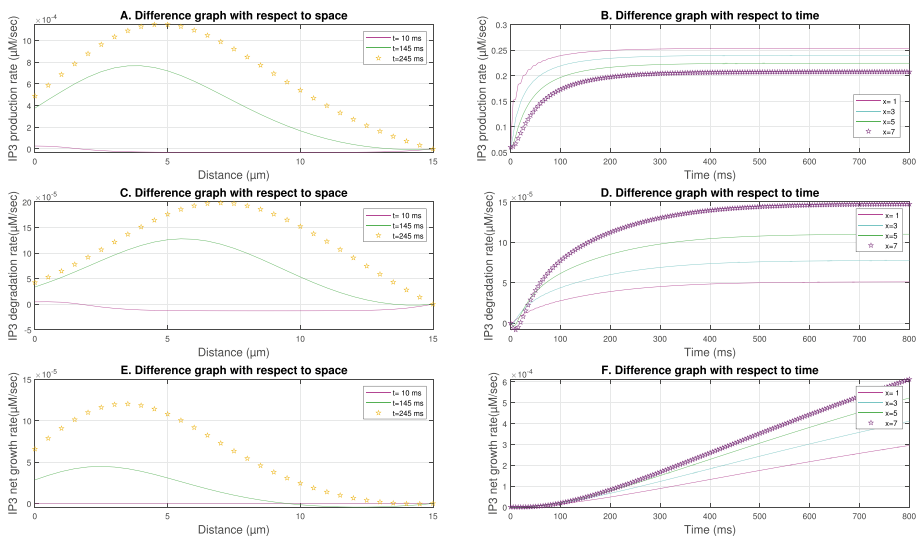 A. Difference graph with respect to space
×10⁻⁴
IP3 production rate (µM/sec)
10
8
6
4
2
0
0 5 10 15
Distance (µm)
t= 10 ms
t=145 ms
t=245 ms
B. Difference graph with respect to time
IP3 production rate (µM/sec)
0.3
0.25
0.2
0.15
0.1
0.05
0 100 200 300 400 500 600 700 800
Time (ms)
x= 1
x=3
x=5
x=7
C. Difference graph with respect to space
×10⁻⁵
IP3 degradation rate(µM/sec)
20
15
10
5
0
-5
0 5 10 15
Distance (µm)
t= 10 ms
t=145 ms
t=245 ms
D. Difference graph with respect to time
×10⁻⁵
IP3 degradation rate(µM/sec)
15
10
5
0
0 100 200 300 400 500 600 700 800
Time (ms)
x= 1
x=3
x=5
x=7
E. Difference graph with respect to space
×10⁻⁵
IP3 net growth rate(µM/sec)
15
10
5
0
0 5 10 15
Distance (µm)
t= 10 ms
t=145 ms
t=245 ms
F. Difference graph with respect to time
×10⁻⁴
IP3 net growth rate(µM/sec)
6
5
4
3
2
1
0
0 100 200 300 400 500 600 700 800
Time (ms)
x= 1
x=3
x=5
x=7